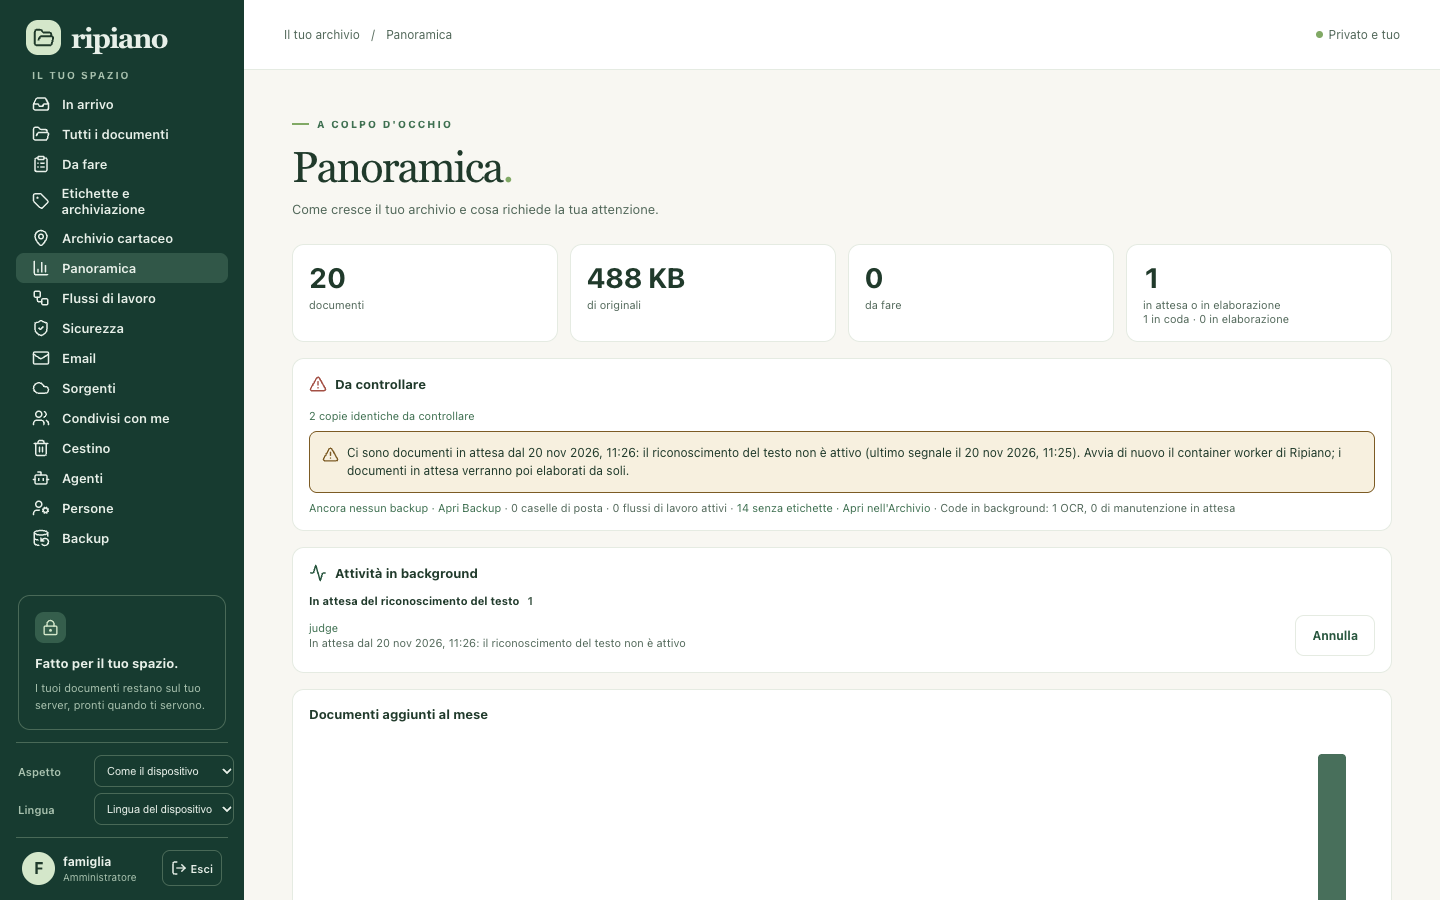 ripiano
IL TUO SPAZIO
In arrivo
Tutti i documenti
Da fare
Etichette e
archiviazione
Archivio cartaceo
Panoramica
Flussi di lavoro
Sicurezza
Email
Sorgenti
Condivisi con me
Cestino
Agenti
Persone
Backup
Fatto per il tuo spazio.
I tuoi documenti restano sul tuo
server, pronti quando ti servono.
Aspetto
Come il dispositivo
Lingua
Lingua del dispositivo
F
famiglia
Amministratore
Esci
Il tuo archivio / Panoramica
Privato e tuo
A COLPO D'OCCHIO
Panoramica.
Come cresce il tuo archivio e cosa richiede la tua attenzione.
20
documenti
488 KB
di originali
0
da fare
1
in attesa o in elaborazione
1 in coda · 0 in elaborazione
Da controllare
2 copie identiche da controllare
Ci sono documenti in attesa dal 20 nov 2026, 11:26: il riconoscimento del testo non è attivo (ultimo segnale il 20 nov 2026, 11:25). Avvia di nuovo il container worker di Ripiano; i
documenti in attesa verranno poi elaborati da soli.
Ancora nessun backup · Apri Backup · 0 caselle di posta · 0 flussi di lavoro attivi · 14 senza etichette · Apri nell'Archivio · Code in background: 1 OCR, 0 di manutenzione in attesa
Attività in background
In attesa del riconoscimento del testo 1
judge
In attesa dal 20 nov 2026, 11:26: il riconoscimento del testo non è attivo
Annulla
Documenti aggiunti al mese